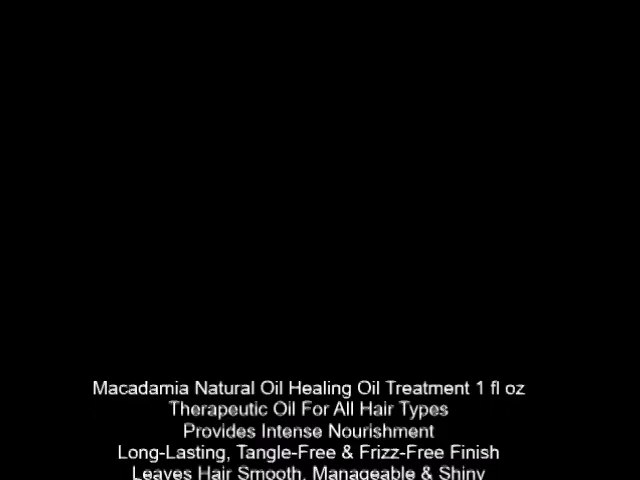 Macadamia Natural Oil Healing Oil Treatment 1 fl oz
Therapeutic Oil For All Hair Types
Provides Intense Nourishment
Long-Lasting, Tangle-Free & Frizz-Free Finish
Leaves Hair Smooth, Manageable & Shiny